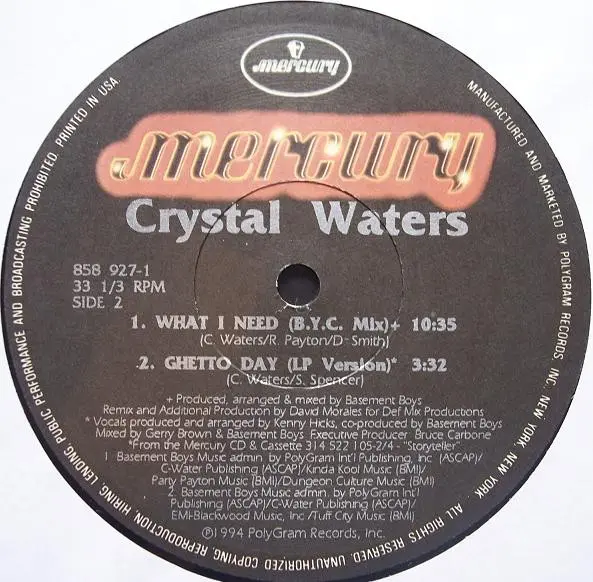 mercury
mercury
Crystal Waters
858 927-1
33 1/3 RPM
SIDE 2
1. WHAT I NEED (B.Y.C. Mix)+ 10:35
(C. Waters/R. Payton/D- Smith)
2. GHETTO DAY (LP Version)* 3:32
(C. Waters/S. Spencer)
+ Produced, arranged & mixed by Basement Boys
Remix and Additional Production by David Morales for Def Mix Productions
* Vocals produced and arranged by Kenny Hicks, co-produced by Basement Boys
Mixed by Gerry Brown & Basement Boys Executive Producer: Bruce Carbone
*From the Mercury CD & Cassette 314 522 105-2/4 - "Storyteller"
1. Basement Boys Music admin. by PolyGram Int'l Publishing, Inc (ASCAP)/
C-Water Publishing (ASCAP)/Kinda Kool Music (BMI)/
Party Payton Music (BMI)/Dungeon Culture Music (BMI)
2. Basement Boys Music admin. by PolyGram Int'l
Publishing (ASCAP)/C-Water Publishing (ASCAP)/
EMI-Blackwood Music, Inc /Tuff City Music (BMI)
℗1994 PolyGram Records, Inc.
MANUFACTURED AND MARKETED BY POLYGRAM RECORDS INC. NEW YORK, NEW YORK. ALL RIGHTS RESERVED. UNAUTHORIZED COPYING, REPRODUCTION HIRING, LENDING, PUBLIC PERFORMANCE AND BROADCASTING PROHIBITED. PRINTED IN USA.